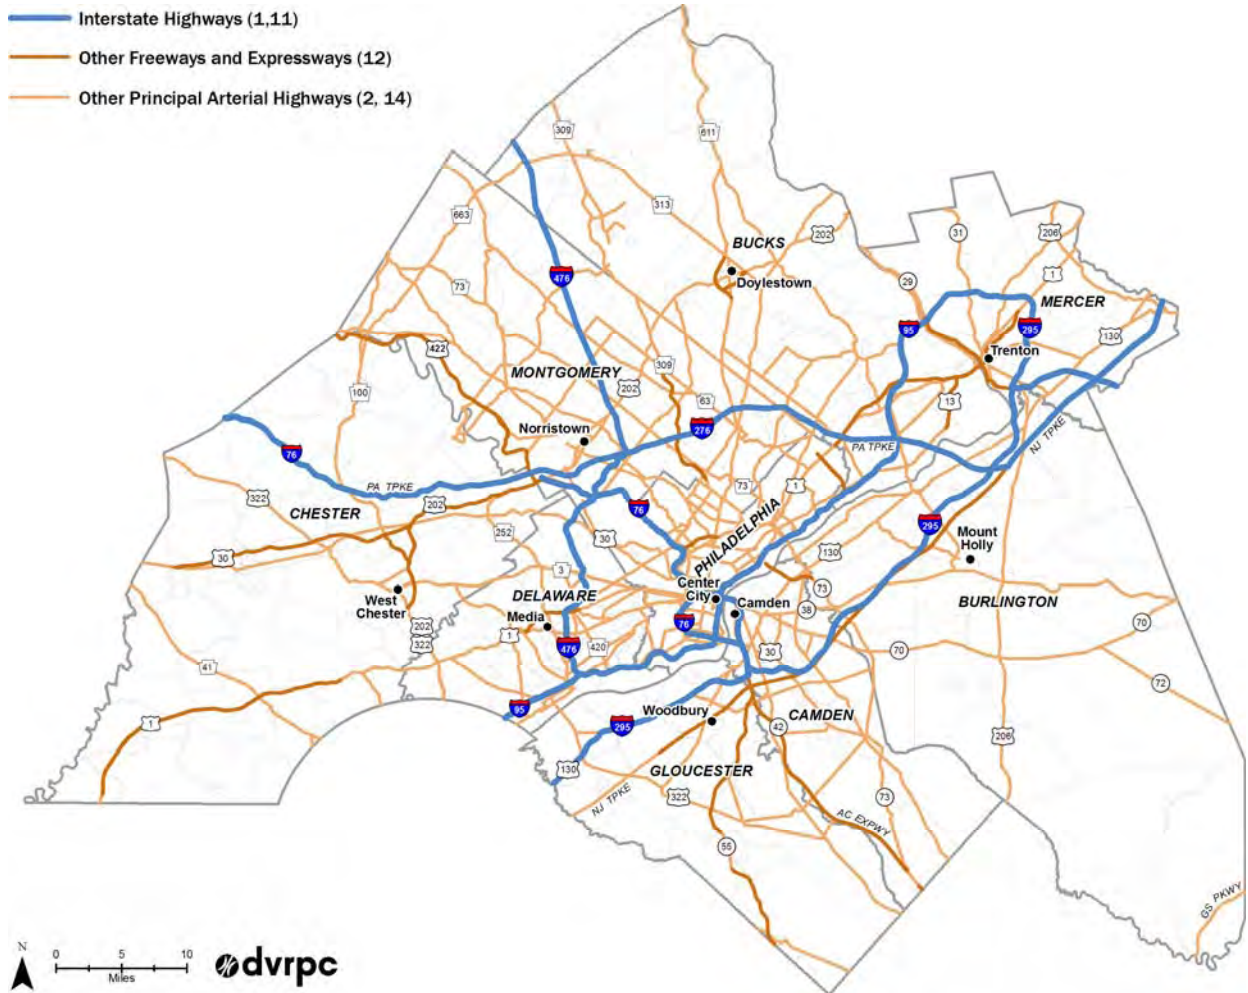 Interstate Highways (1,11)
Other Freeways and Expressways (12)
Other Principal Arterial Highways (2, 14)
309
611
663
313
202
31
206
BUCKS
Doylestown
476
73
29
1
MERCER
95
295
130
Trenton
422
MONTGOMERY
309
202
100
63
13
Norristown
276
76
PA TPKE
NJ TPKE
PA TPKE
322
202
73
1
CHESTER
76
PHILADELPHIA
295
252
30
130
Mount
Holly
30
3
73
West
Chester
DELAWARE
Center
City
Camden
38
BURLINGTON
Media
76
202
322
1
476
420
30
70
70
41
72
95
Woodbury
295
CAMDEN
42
1
206
130
GLOUCESTER
NJ TPKE
322
73
AC EXPWY
55
GS PKWY
N
0
5
10
Miles
dvrpc